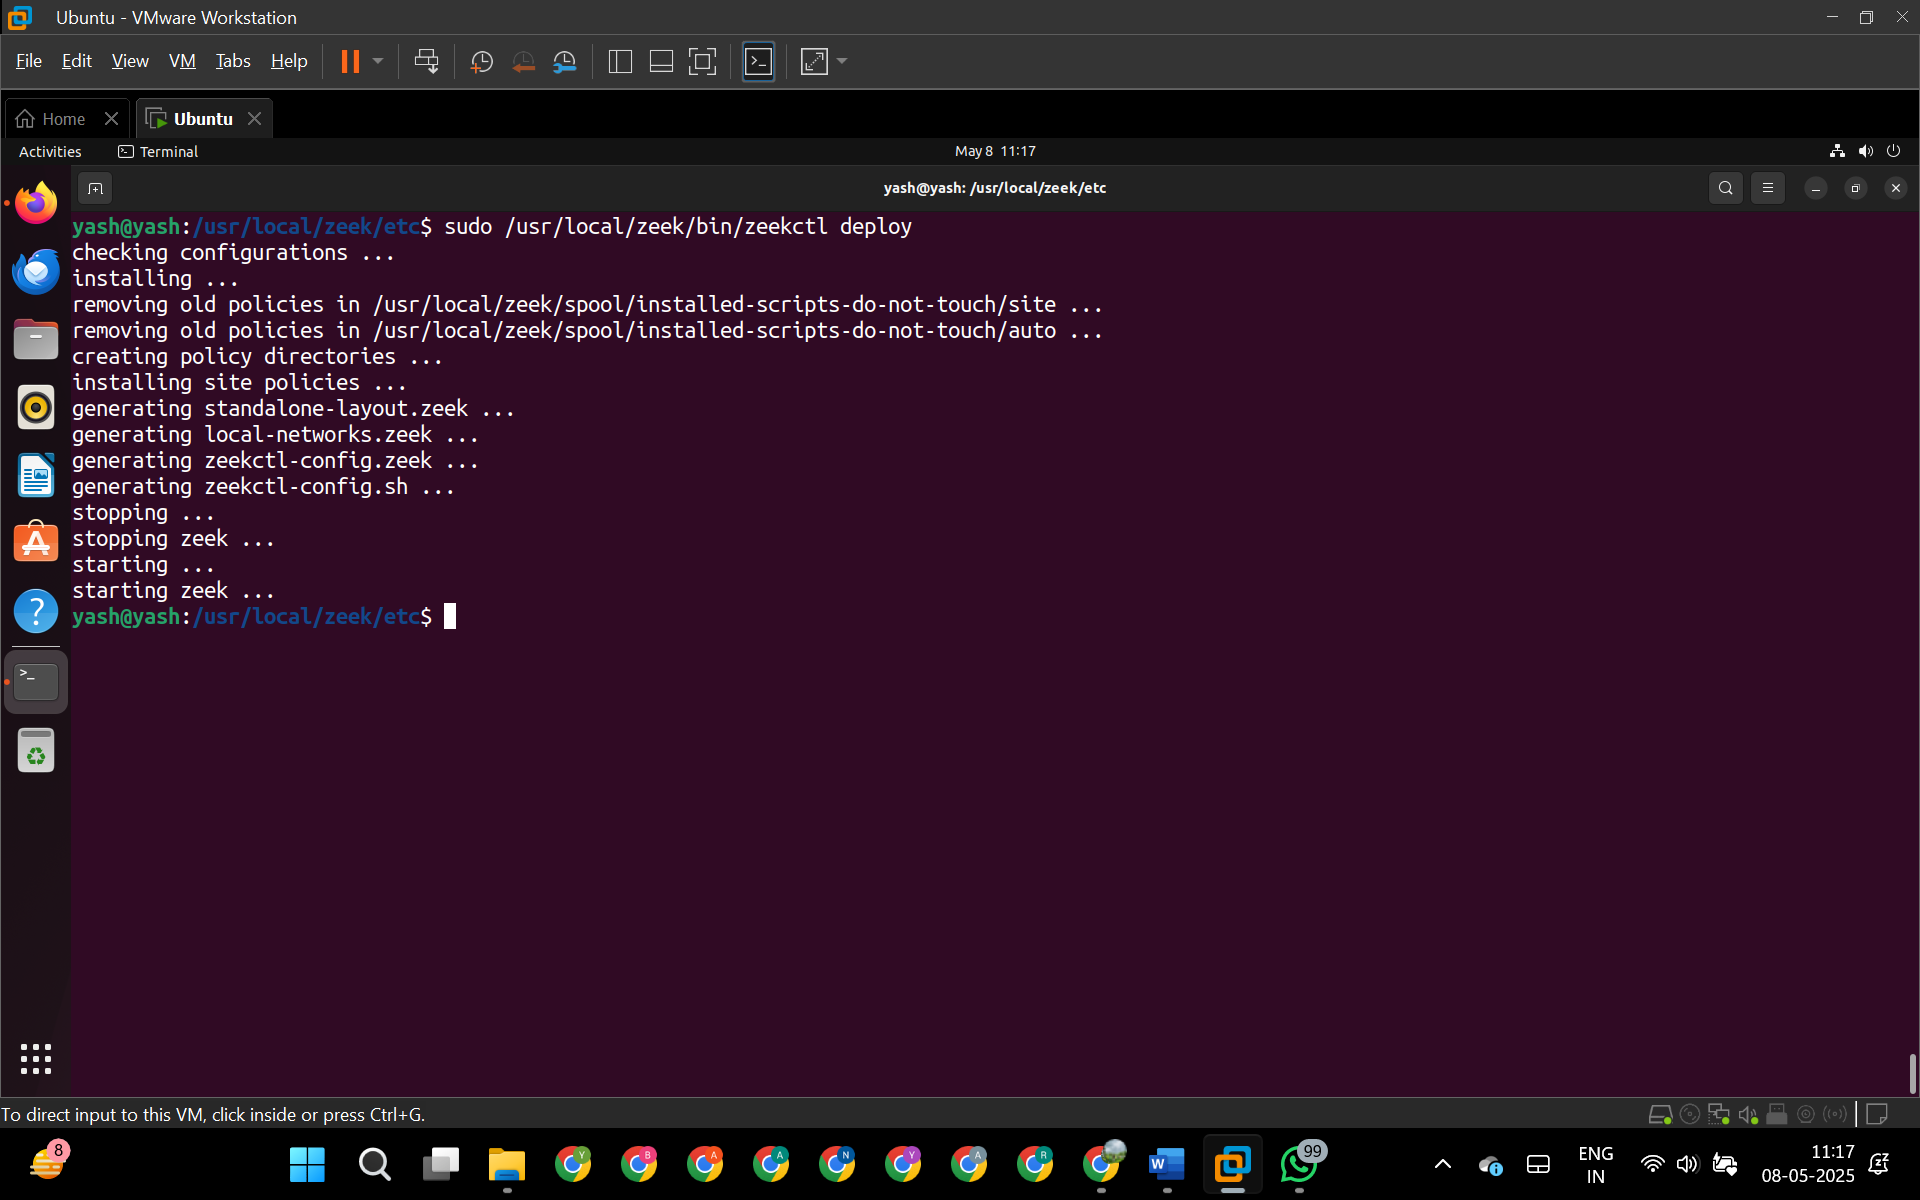 Ubuntu - VMware Workstation
File Edit View VM Tabs Help
Home Ubuntu
Activities Terminal May 8 11:17
yash@yash: /usr/local/zeek/etc
yash@yash:/usr/local/zeek/etc$ sudo /usr/local/zeek/bin/zeekctl deploy
checking configurations ...
installing ...
removing old policies in /usr/local/zeek/spool/installed-scripts-do-not-touch/site ...
removing old policies in /usr/local/zeek/spool/installed-scripts-do-not-touch/auto ...
creating policy directories ...
installing site policies ...
generating standalone-layout.zeek ...
generating local-networks.zeek ...
generating zeekctl-config.zeek ...
generating zeekctl-config.sh ...
stopping ...
stopping zeek ...
starting ...
starting zeek ...
yash@yash:/usr/local/zeek/etc$
To direct input to this VM, click inside or press Ctrl+G.
8
Y B A A N Y A R
W
99
ENG
IN
11:17
08-05-2025